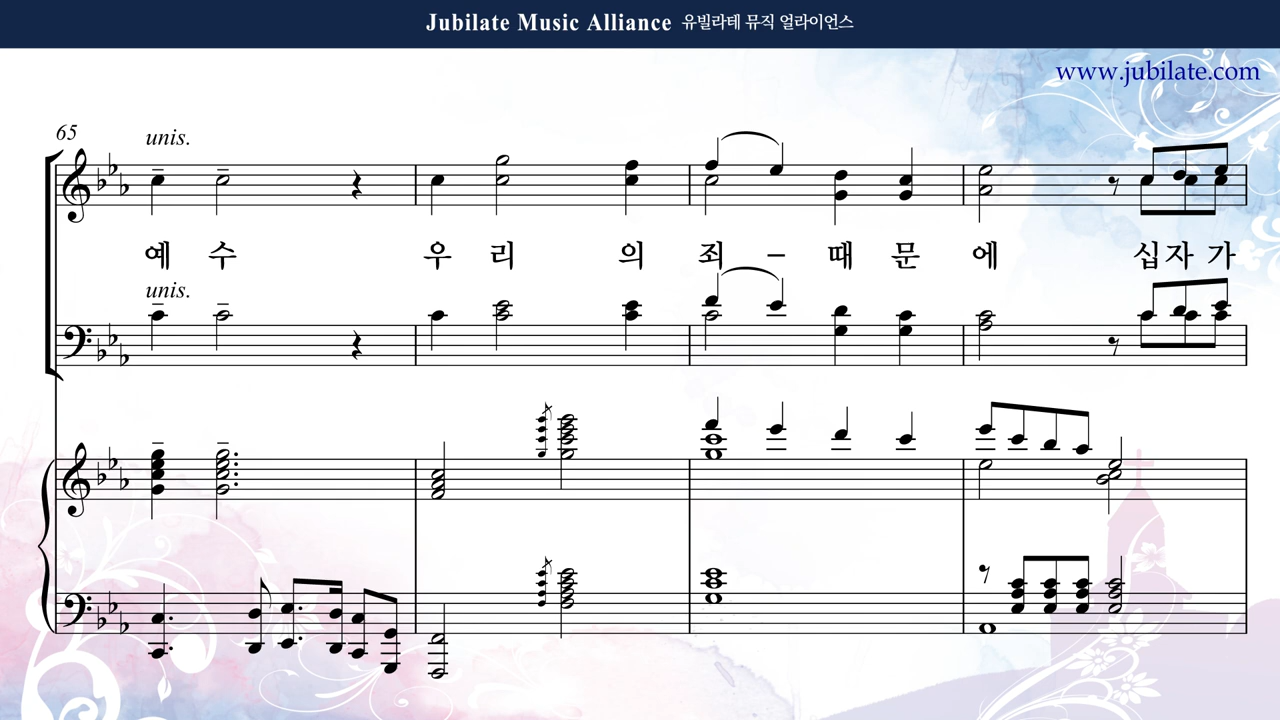 Jubilate Music Alliance 유빌라테 뮤직 얼라이언스
www.jubilate.com
65
unis.
예 수 우 리 의 죄 – 때 문 에 십 자 가
unis.